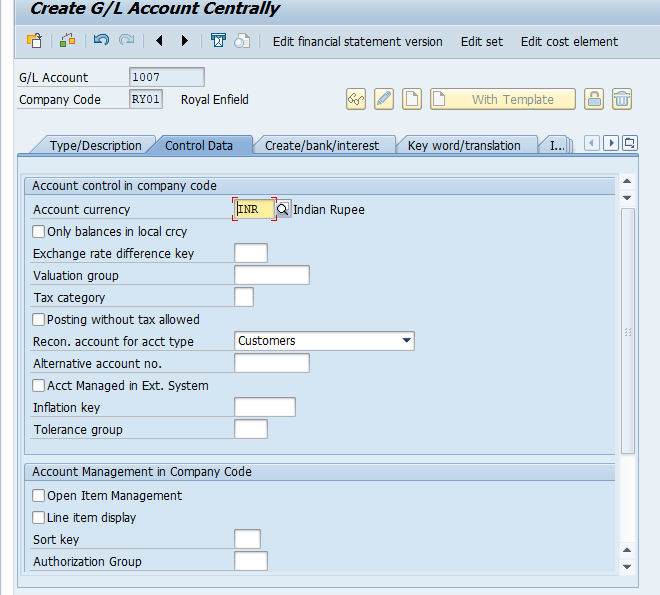 Create G/L Account Centrally
Edit financial statement version Edit set Edit cost element
G/L Account 1007
Company Code RY01 Royal Enfield
With Template
Type/Description Control Data Create/bank/interest Key word/translation I...
Account control in company code
Account currency INR Indian Rupee
Only balances in local crcy
Exchange rate difference key
Valuation group
Tax category
Posting without tax allowed
Recon. account for acct type Customers
Alternative account no.
Acct Managed in Ext. System
Inflation key
Tolerance group
Account Management in Company Code
Open Item Management
Line item display
Sort key
Authorization Group